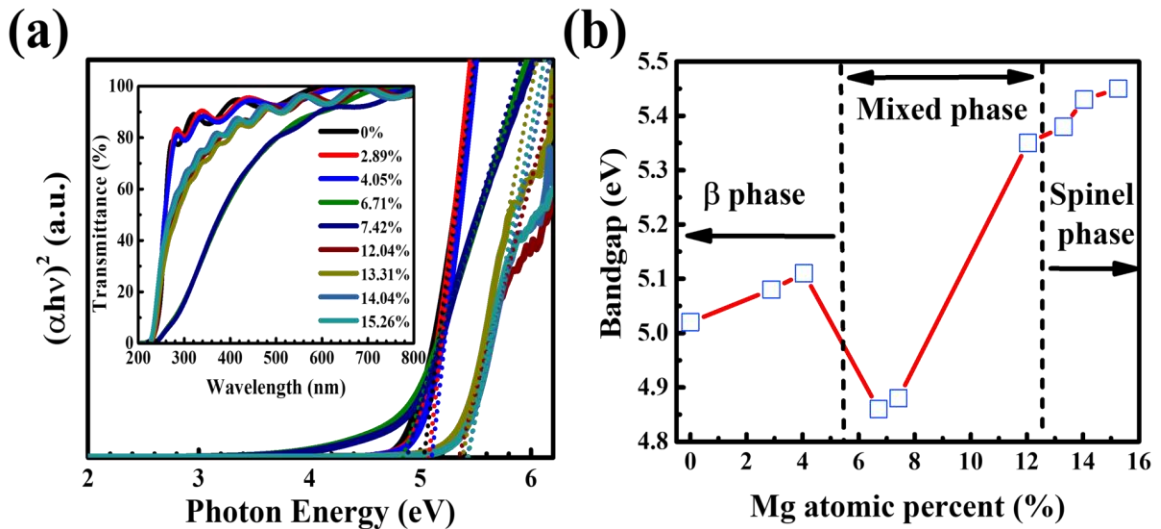 (a)
(αhν)² (a.u.)
100
80
60
40
20
0
Transmittance (%)
200 300 400 500 600 700 800
Wavelength (nm)
0%
2.89%
4.05%
6.71%
7.42%
12.04%
13.31%
14.04%
15.26%
2 3 4 5 6
Photon Energy (eV)
(b)
Bandgap (eV)
5.5
5.4
5.3
5.2
5.1
5.0
4.9
4.8
Mixed phase
β phase
Spinel
phase
0 2 4 6 8 10 12 14 16
Mg atomic percent (%)